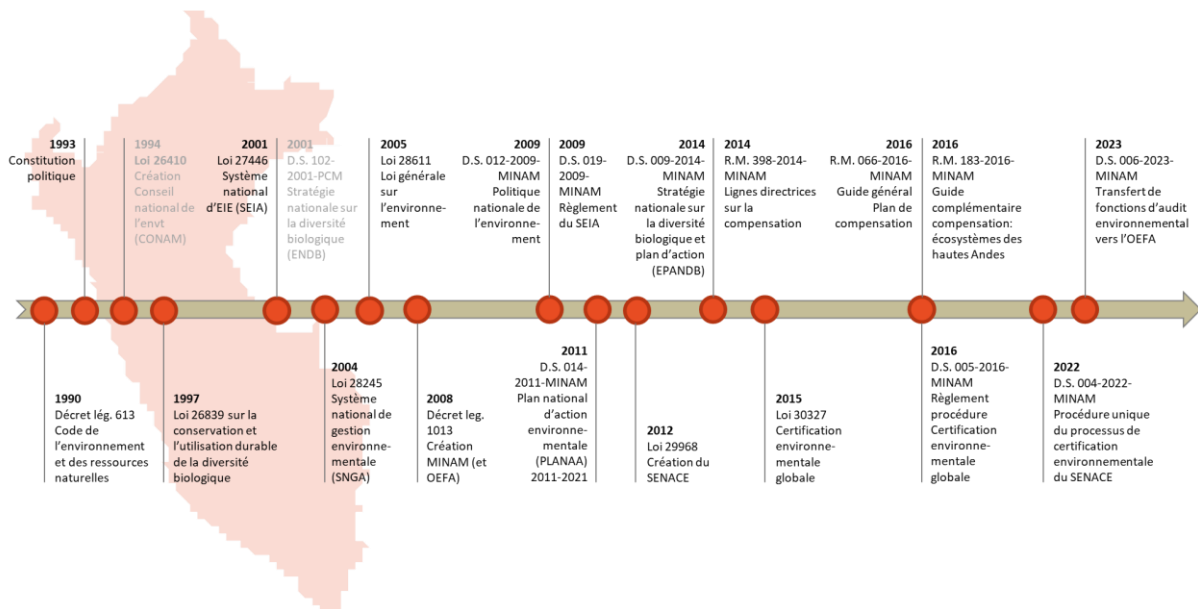 1993
Constitution
politique
1994
Loi 26410
Création
Conseil
national de
l'envt
(CONAM)
2001
Loi 27446
Système
national
d'EIE (SEIA)
2001
D.S. 102-
2001-PCM
Stratégie
nationale sur
la diversité
biologique
(ENDB)
2005
Loi 28611
Loi générale
sur
l'environne-
ment
2009
D.S. 012-2009-
MINAM
Politique
nationale de
l'environne-
ment
2009
D.S. 019-
2009-
MINAM
Règlement
du SEIA
2014
D.S. 009-2014-
MINAM
Stratégie
nationale sur
la diversité
biologique et
plan d'action
(EPANDB)
2014
R.M. 398-2014-
MINAM
Lignes directrices
sur la
compensation
2016
R.M. 066-2016-
MINAM
Guide général
Plan de
compensation
2016
R.M. 183-2016-
MINAM
Guide
complémentaire
compensation:
écosystèmes des
hautes Andes
2023
D.S. 006-2023-
MINAM
Transfert de
fonctions d'audit
environnemental
vers l'OEFA
1990
Décret lég. 613
Code de
l'environnement
et des ressources
naturelles
1997
Loi 26839 sur la
conservation et
l'utilisation durable
de la diversité
biologique
2004
Loi 28245
Système
national de
gestion
environne-
mentale
(SNGA)
2008
Décret leg.
1013
Création
MINAM (et
OEFA)
2011
D.S. 014-
2011-MINAM
Plan national
d'action
environne-
mentale
(PLANAA)
2011-2021
2012
Loi 29968
Création du
SENACE
2015
Loi 30327
Certification
environne-
mentale
globale
2016
D.S. 005-2016-
MINAM
Règlement
procédure
Certification
environne-
mentale
globale
2022
D.S. 004-2022-
MINAM
Procédure unique
du processus de
certification
environnementale
du SENACE